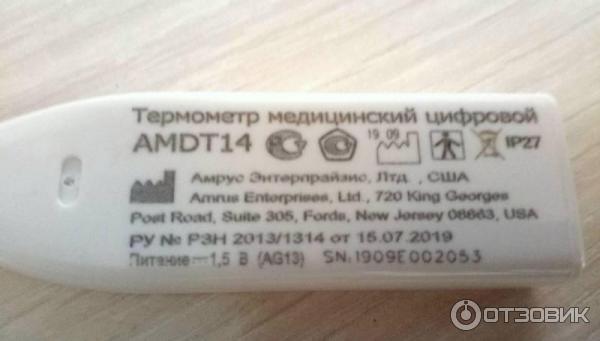 Термометр медицинский цифровой
AMDT14 19 09 IP27
Амрус Энтерпрайзис, Лтд., США
Amrus Enterprises, Ltd., 720 King Georges
Post Road, Suite 305, Fords, New Jersey 08863, USA
РУ № РЗН 2013/1314 от 15.07.2019
Питание 1,5 В (AG13) SN:1909E002053
ОТЗОВИК